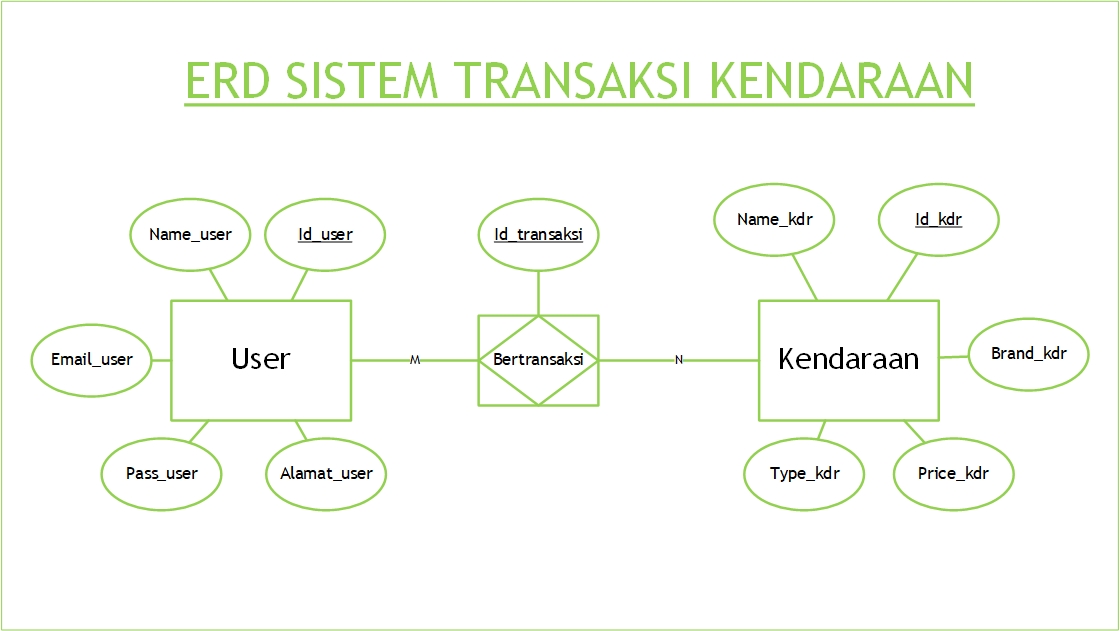 ERD SISTEM TRANSAKSI KENDARAAN
Name_user
Id_user
Id_transaksi
Name_kdr
Id_kdr
Email_user
User
M
Bertransaksi
N
Kendaraan
Brand_kdr
Pass_user
Alamat_user
Type_kdr
Price_kdr